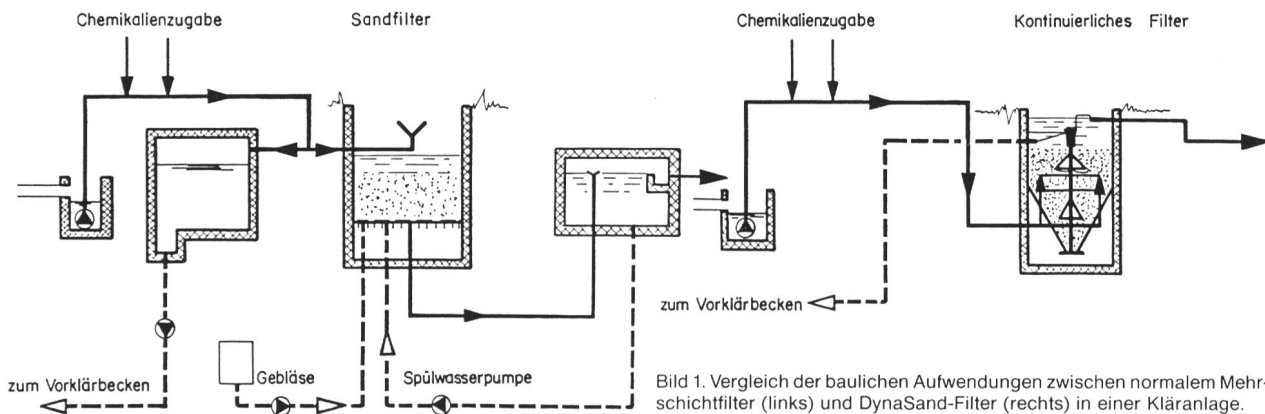 Chemikalienzugabe
Sandfilter
Chemikalienzugabe
Kontinuierliches Filter
zum Vorklärbecken
zum Vorklärbecken
Gebläse
Spülwasserpumpe
Bild 1. Vergleich der baulichen Aufwendungen zwischen normalem Mehr-
schichtfilter (links) und DynaSand-Filter (rechts) in einer Kläranlage.